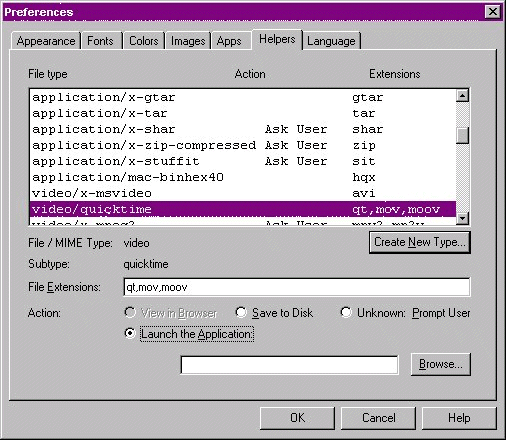 Preferences
Appearance Fonts Colors Images Apps Helpers Language
File type Action Extensions
application/x-gtar gtar
application/x-tar tar
application/x-shar Ask User shar
application/x-zip-compressed Ask User zip
application/x-stuffit Ask User sit
application/mac-binhex40 hqx
video/x-msvideo avi
video/quicktime qt,mov,moov
video/x-mpeg2 Ask User mpv2,mp2v
File / MIME Type: video Create New Type...
Subtype: quicktime
File Extensions: qt,mov,moov
Action: View in Browser Save to Disk Unknown: Prompt User
Launch the Application:
Browse...
OK Cancel Help